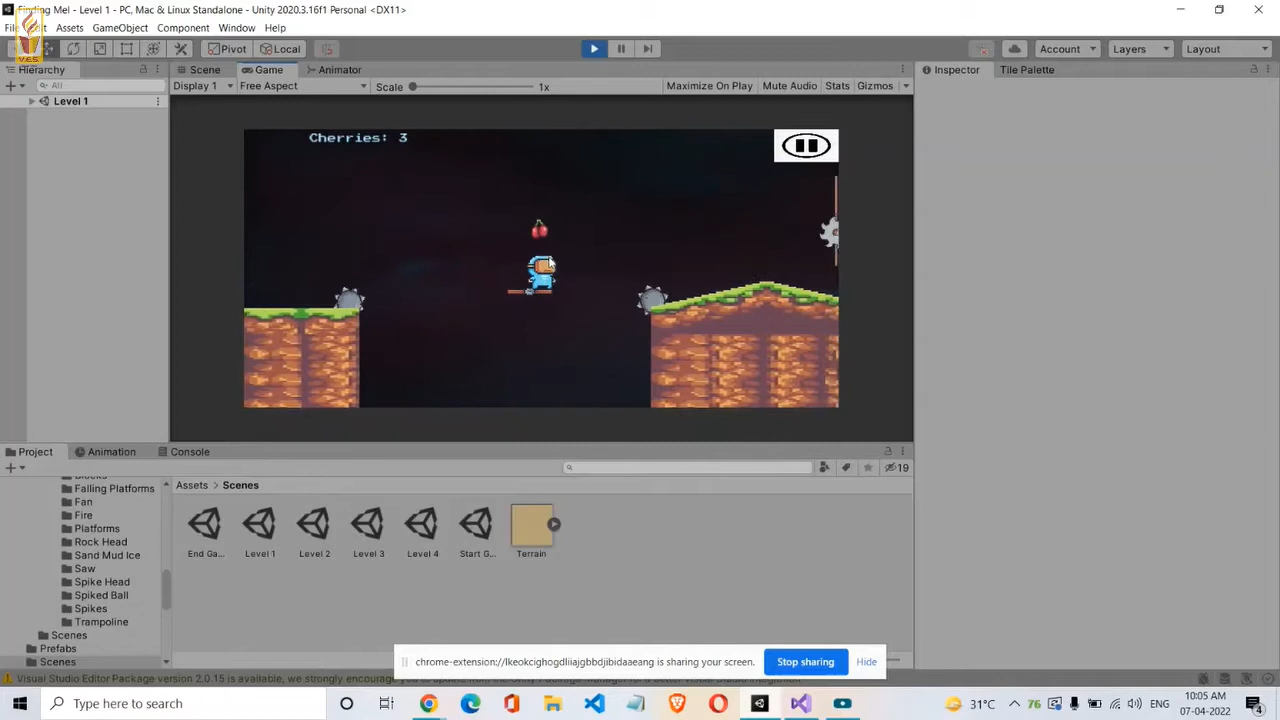 Finding Me! - Level 1 - PC, Mac & Linux Standalone - Unity 2020.3.16f1 Personal <DX11>
V.E.S.
Assets GameObject Component Window Help
Pivot Local Account Layers Layout
Hierarchy Scene Game Animator Inspector Tile Palette
All Display 1 Free Aspect Scale 1x Maximize On Play Mute Audio Stats Gizmos
Level 1
Cherries: 3
Project Animation Console
19
Falling Platforms
Fan
Fire
Platforms
Rock Head
Sand Mud Ice
Saw
Spike Head
Spiked Ball
Spikes
Trampoline
Scenes
Prefabs
Scenes
Assets > Scenes
End Ga... Level 1 Level 2 Level 3 Level 4 Start G... Terrain
chrome-extension://lkeokcighogdliiajgbbdjibidaaeang is sharing your screen. Stop sharing Hide
Visual Studio Editor Package version 2.0.15 is available, we strongly encourage
Type here to search
31°C 76 ENG 10:05 AM
07-04-2022 4